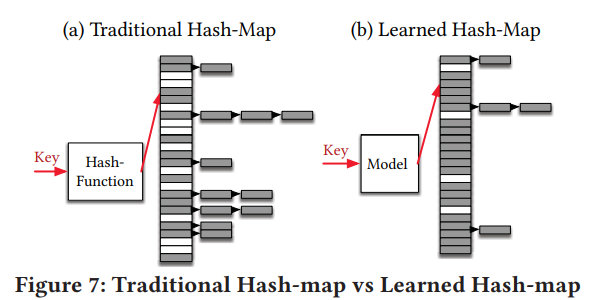 (a) Traditional Hash-Map
(b) Learned Hash-Map
Key
Hash-
Function
Key
Model
Figure 7: Traditional Hash-map vs Learned Hash-map